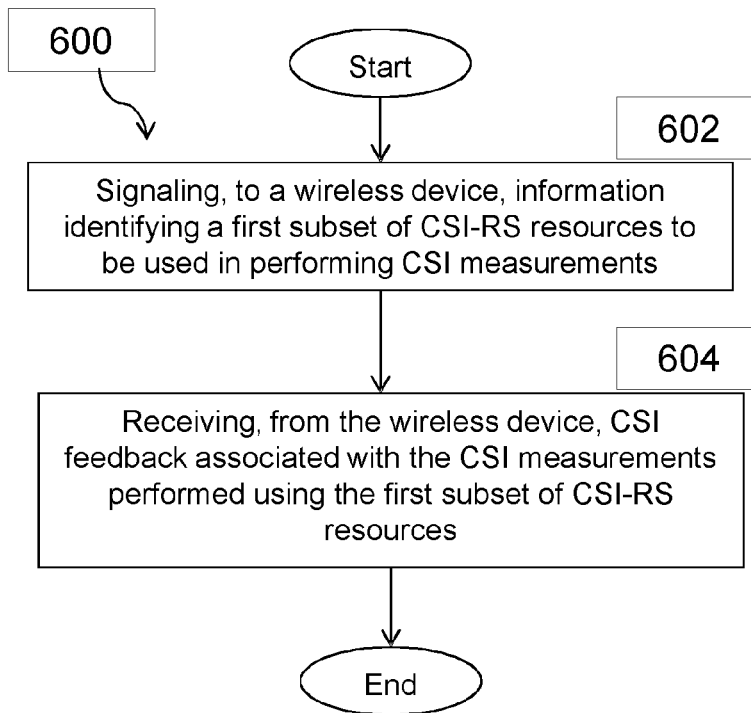 600
Start
602
Signaling, to a wireless device, information
identifying a first subset of CSI-RS resources to
be used in performing CSI measurements
604
Receiving, from the wireless device, CSI
feedback associated with the CSI measurements
performed using the first subset of CSI-RS
resources
End